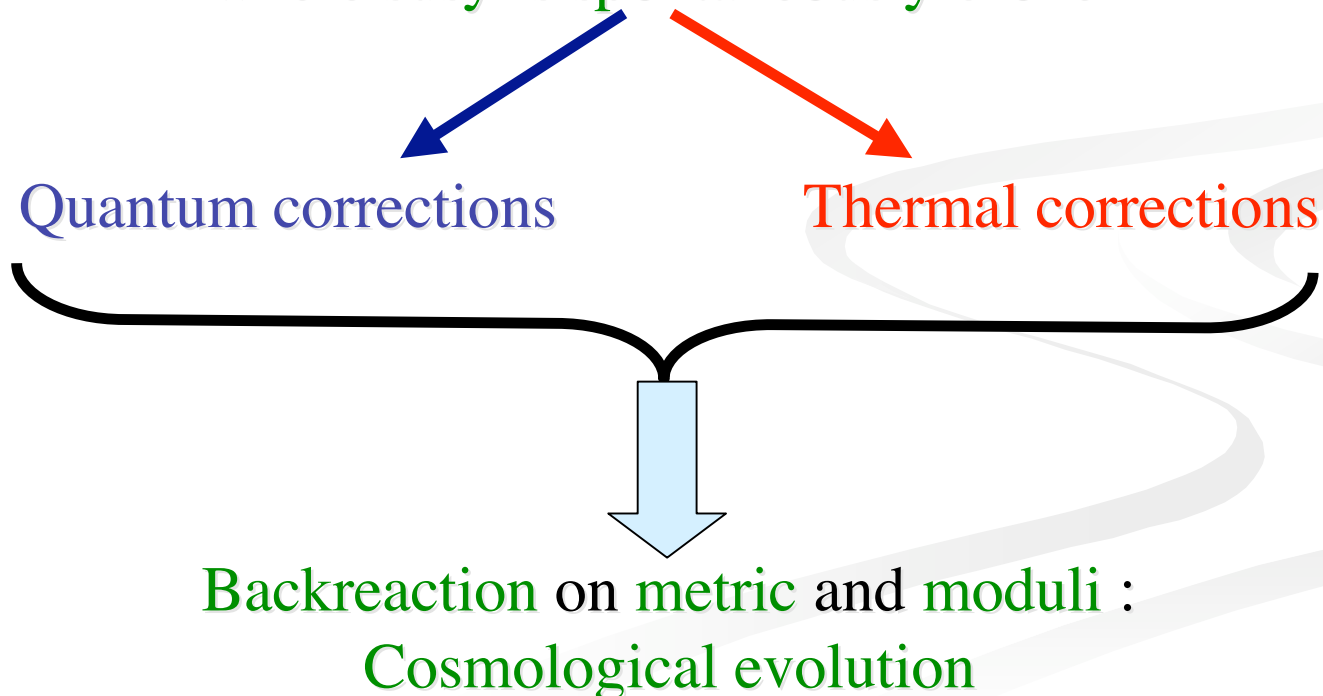 Quantum corrections
Thermal corrections
Backreaction on metric and moduli :
Cosmological evolution